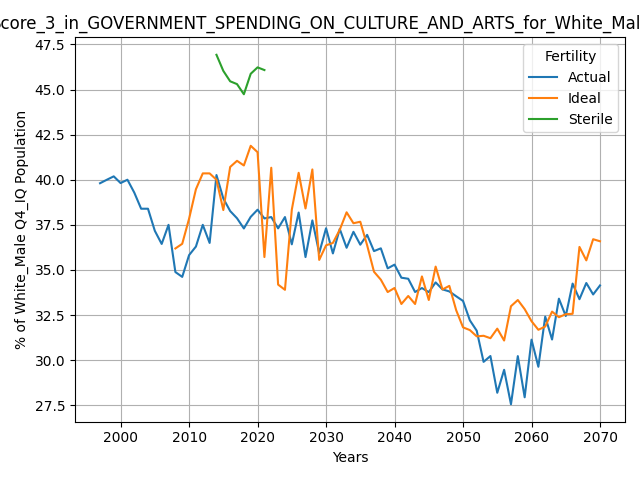 core_3_in_GOVERNMENT_SPENDING_ON_CULTURE_AND_ARTS_for_White_Mal
47.5
45.0
42.5
40.0
37.5
35.0
32.5
30.0
27.5
% of White_Male Q4_IQ Population
Fertility
Actual
Ideal
Sterile
2000
2010
2020
2030
2040
2050
2060
2070
Years